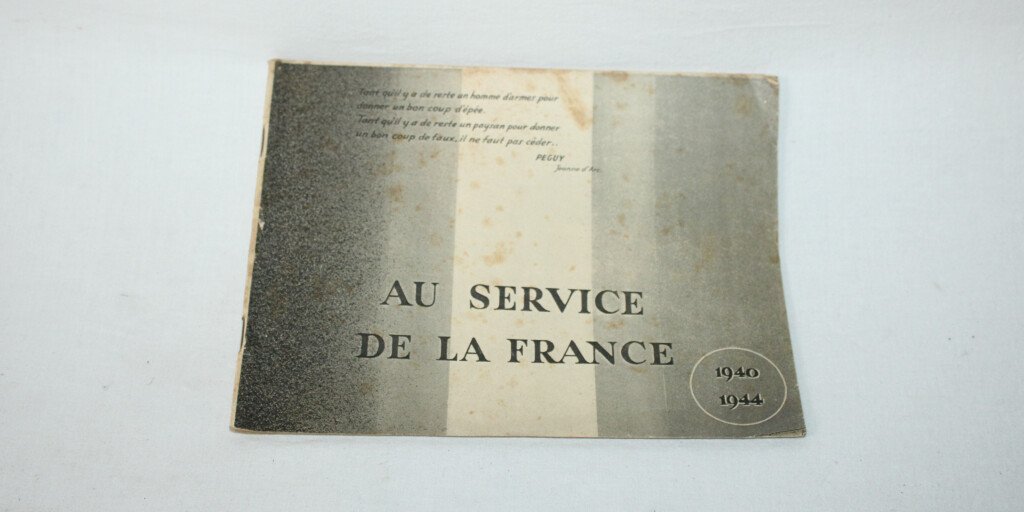 Tant qu'il y a de reste un homme d'armes pour
donner un bon coup d'épée.
Tant qu'il y a de reste un paysan pour donner
un bon coup de faux, il ne faut pas céder..
PEGUY
Jeanne d'Arc.
AU SERVICE
DE LA FRANCE
1940
1944